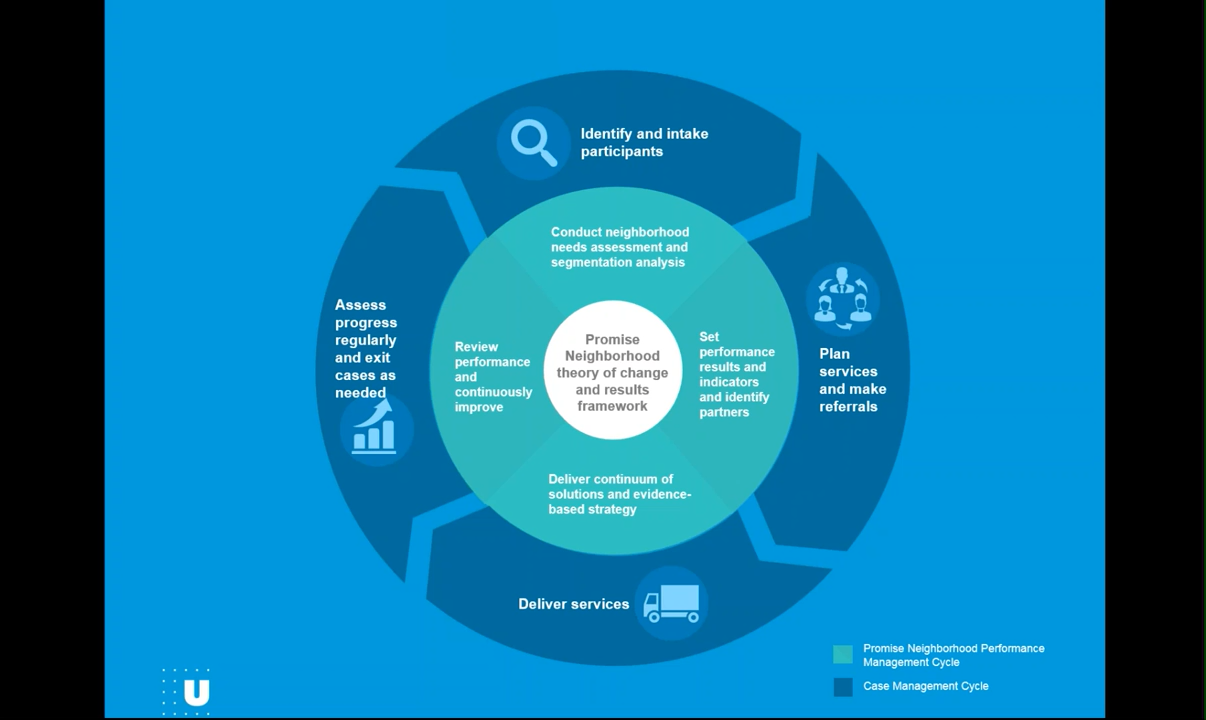 Identify and intake
participants
Conduct neighborhood
needs assessment and
segmentation analysis
Assess
progress
regularly
and exit
cases as
needed
Review
performance
and
continuously
improve
Promise
Neighborhood
theory of change
and results
framework
Set
performance
results and
indicators
and identify
partners
Plan
services
and make
referrals
Deliver continuum of
solutions and evidence-
based strategy
Deliver services
Promise Neighborhood Performance
Management Cycle
Case Management Cycle
U